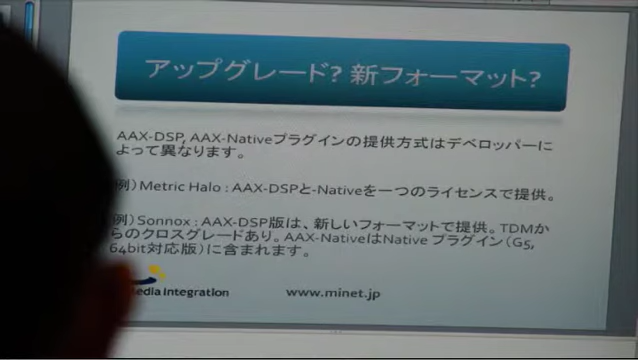 アップグレード? 新フォーマット?
AAX-DSP, AAX-Nativeプラグインの提供方式はデベロッパーに
よって異なります。
例）Metric Halo : AAX-DSPと-Nativeを一つのライセンスで提供。
例）Sonnox : AAX-DSP版は、新しいフォーマットで提供。TDMか
らのクロスグレードあり。AAX-NativeはNative プラグイン（G5,
64bit対応版）に含まれます。
media integration www.minet.jp